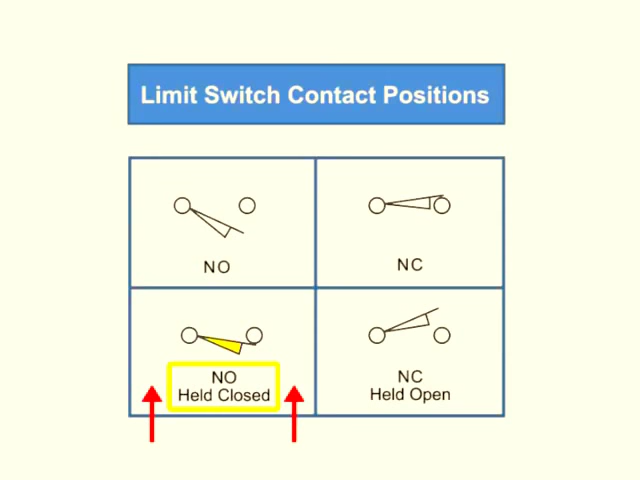 Limit Switch Contact Positions
NO
NC
NO
Held Closed
NC
Held Open